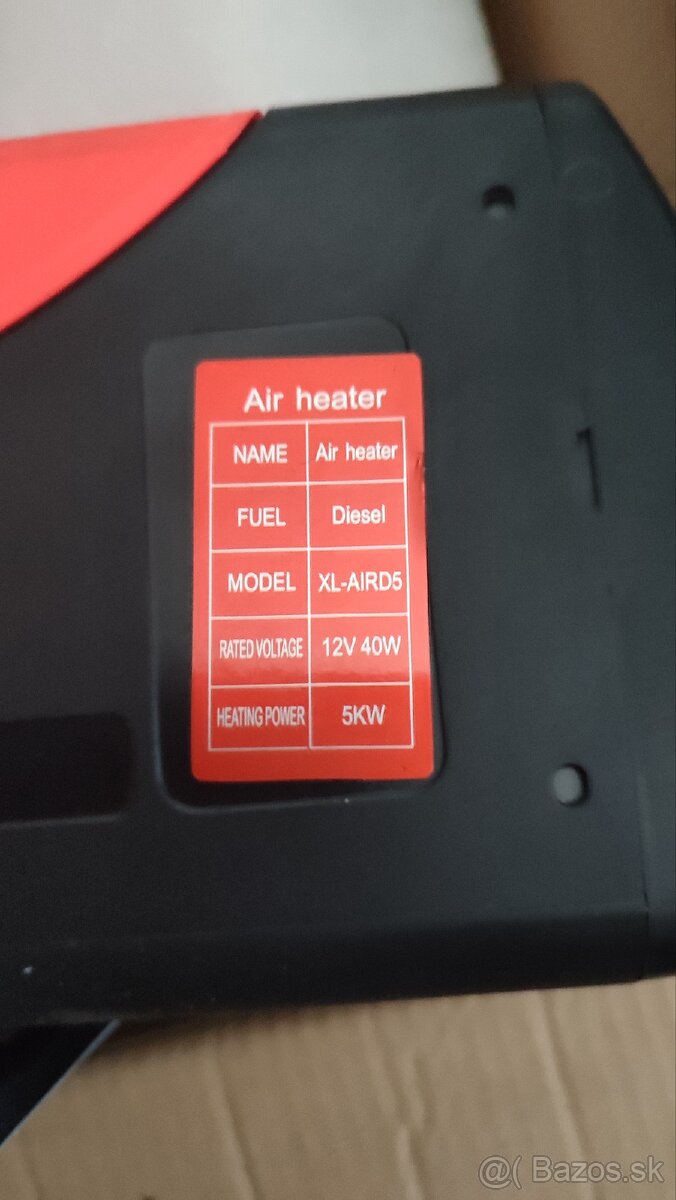 Air heater
NAME Air heater
FUEL Diesel
MODEL XL-AIRD5
RATED VOLTAGE 12V 40W
HEATING POWER 5KW
1
@( Bazos.sk